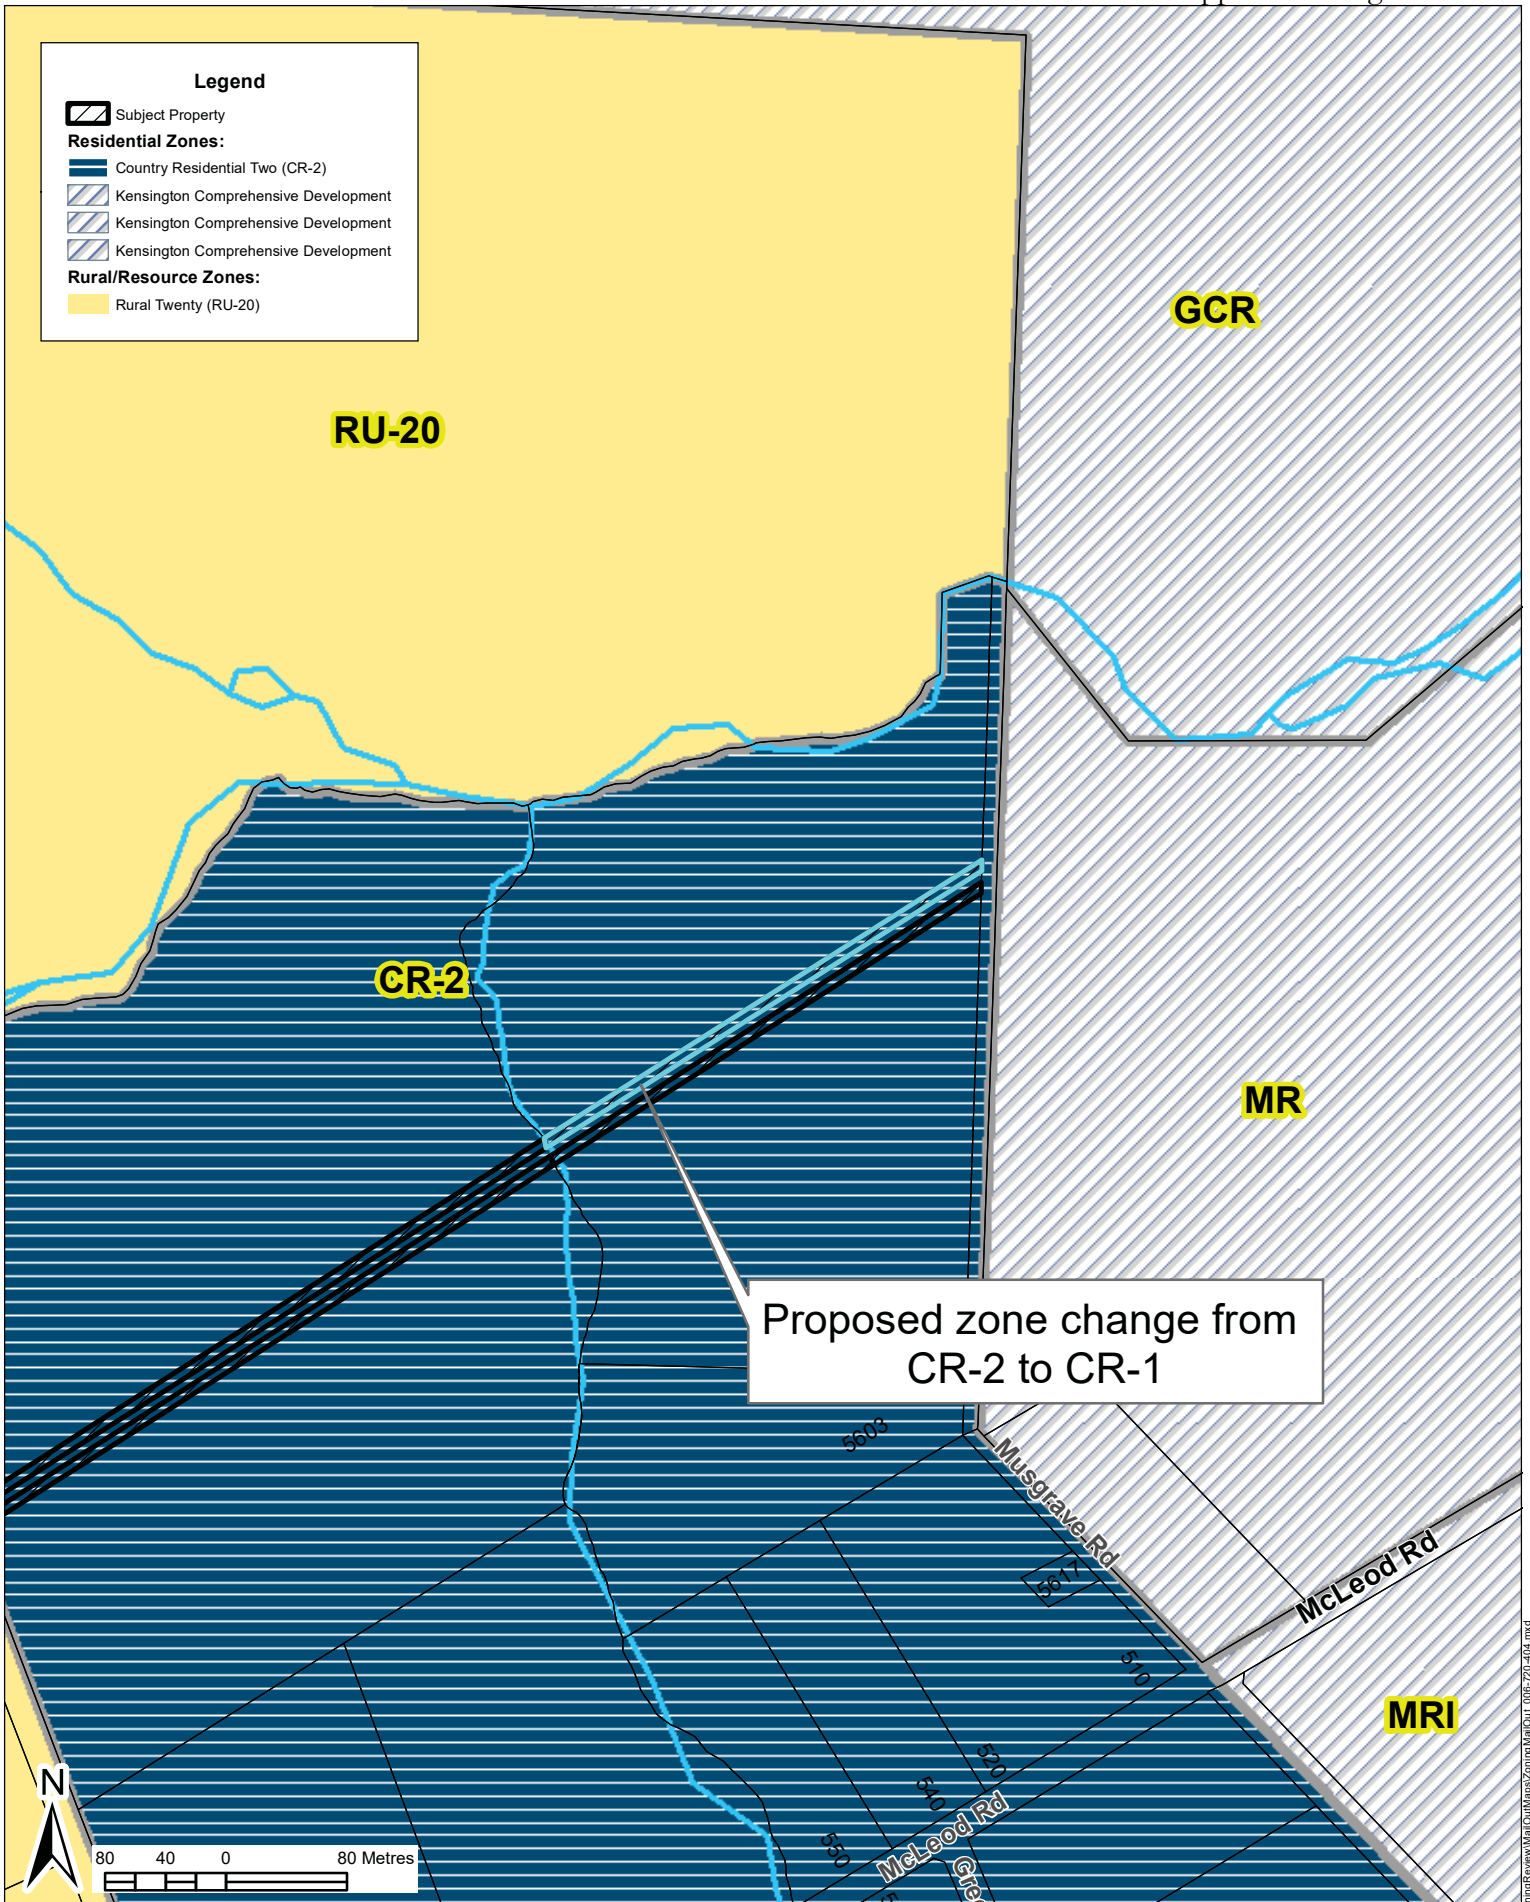 Legend
Subject Property
Residential Zones:
Country Residential Two (CR-2)
Kensington Comprehensive Development
Kensington Comprehensive Development
Kensington Comprehensive Development
Rural/Resource Zones:
Rural Twenty (RU-20)
GCR
RU-20
CR-2
MR
Proposed zone change from
CR-2 to CR-1
5603
Musgrave Rd
5617
McLeod Rd
510
MRI
520
540
McLeod Rd
550
N
80 40 0 80 Metres